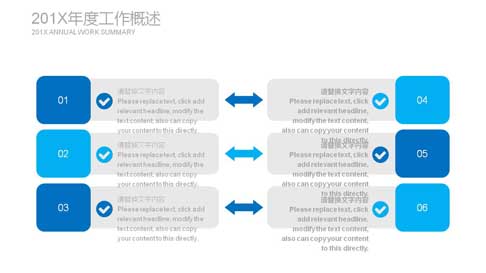 201X年度工作概述
201X ANNUAL WORK SUMMARY
01
请替换文字内容
Please replace text, click add
relevant headline, modify the
text content, also can copy
your content to this directly.
02
请替换文字内容
Please replace text, click add
relevant headline, modify the
text content, also can copy
your content to this directly.
03
请替换文字内容
Please replace text, click add
relevant headline, modify the
text content, also can copy
your content to this directly.
请替换文字内容
Please replace text, click add
relevant headline,
modify the text content,
also can copy your content
to this directly.
04
请替换文字内容
Please replace text, click add
relevant headline,
modify the text content,
also can copy your content
to this directly.
05
请替换文字内容
Please replace text, click add
relevant headline,
modify the text content,
also can copy your content
to this directly.
06